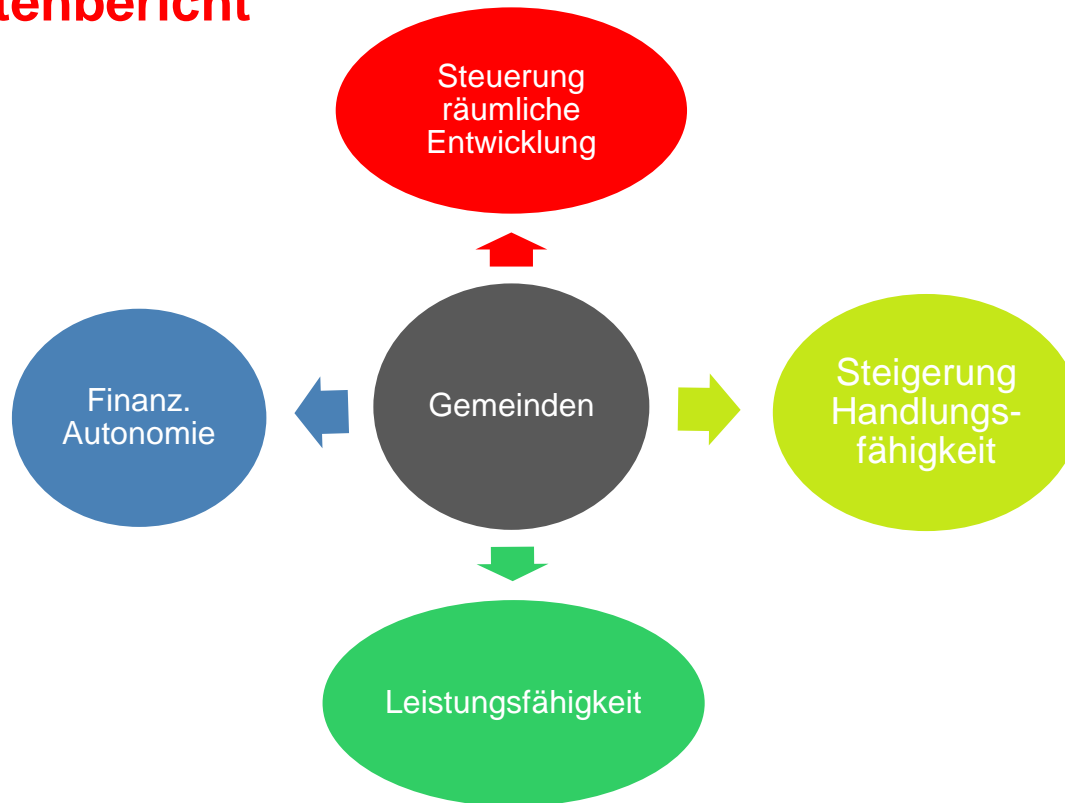 tenbericht
Steuerung
räumliche
Entwicklung
Finanz.
Autonomie
Gemeinden
Steigerung
Handlungs-
fähigkeit
Leistungsfähigkeit